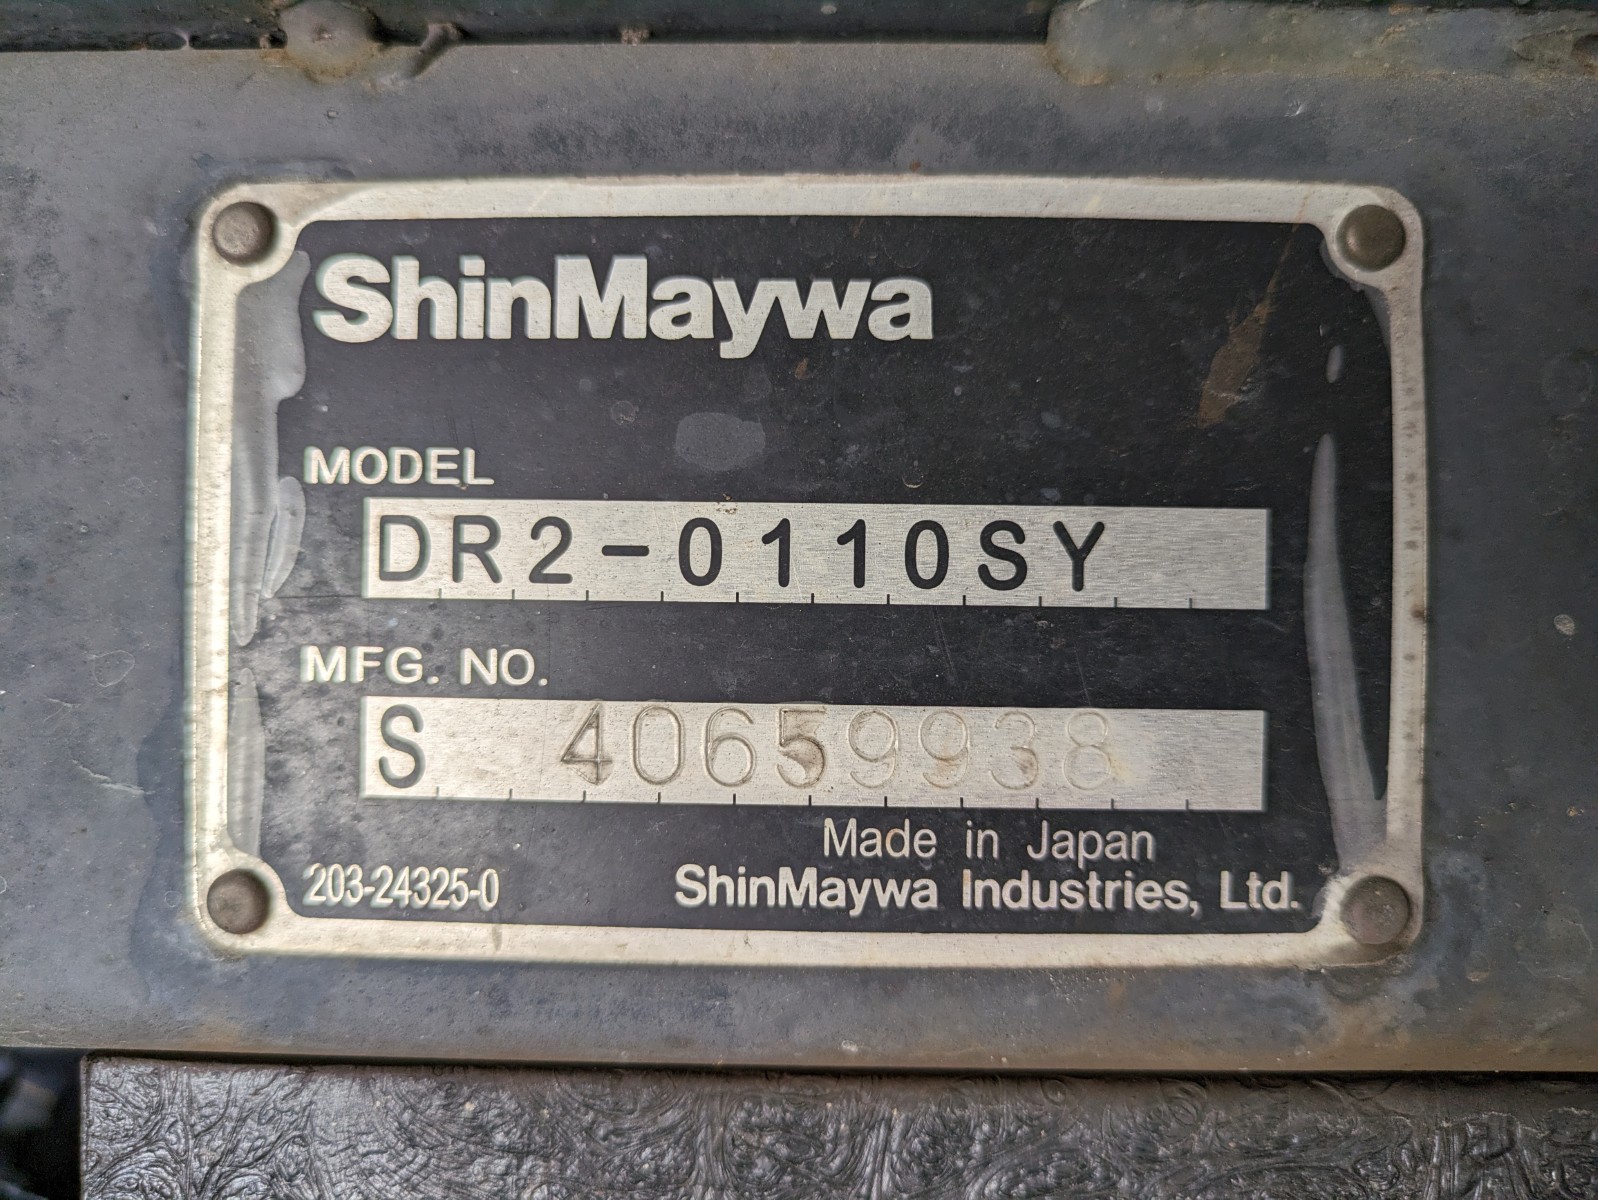 ShinMaywa
MODEL
DR2-0110SY
MFG. NO.
S 40659938
Made in Japan
203-24325-0 ShinMaywa Industries, Ltd.